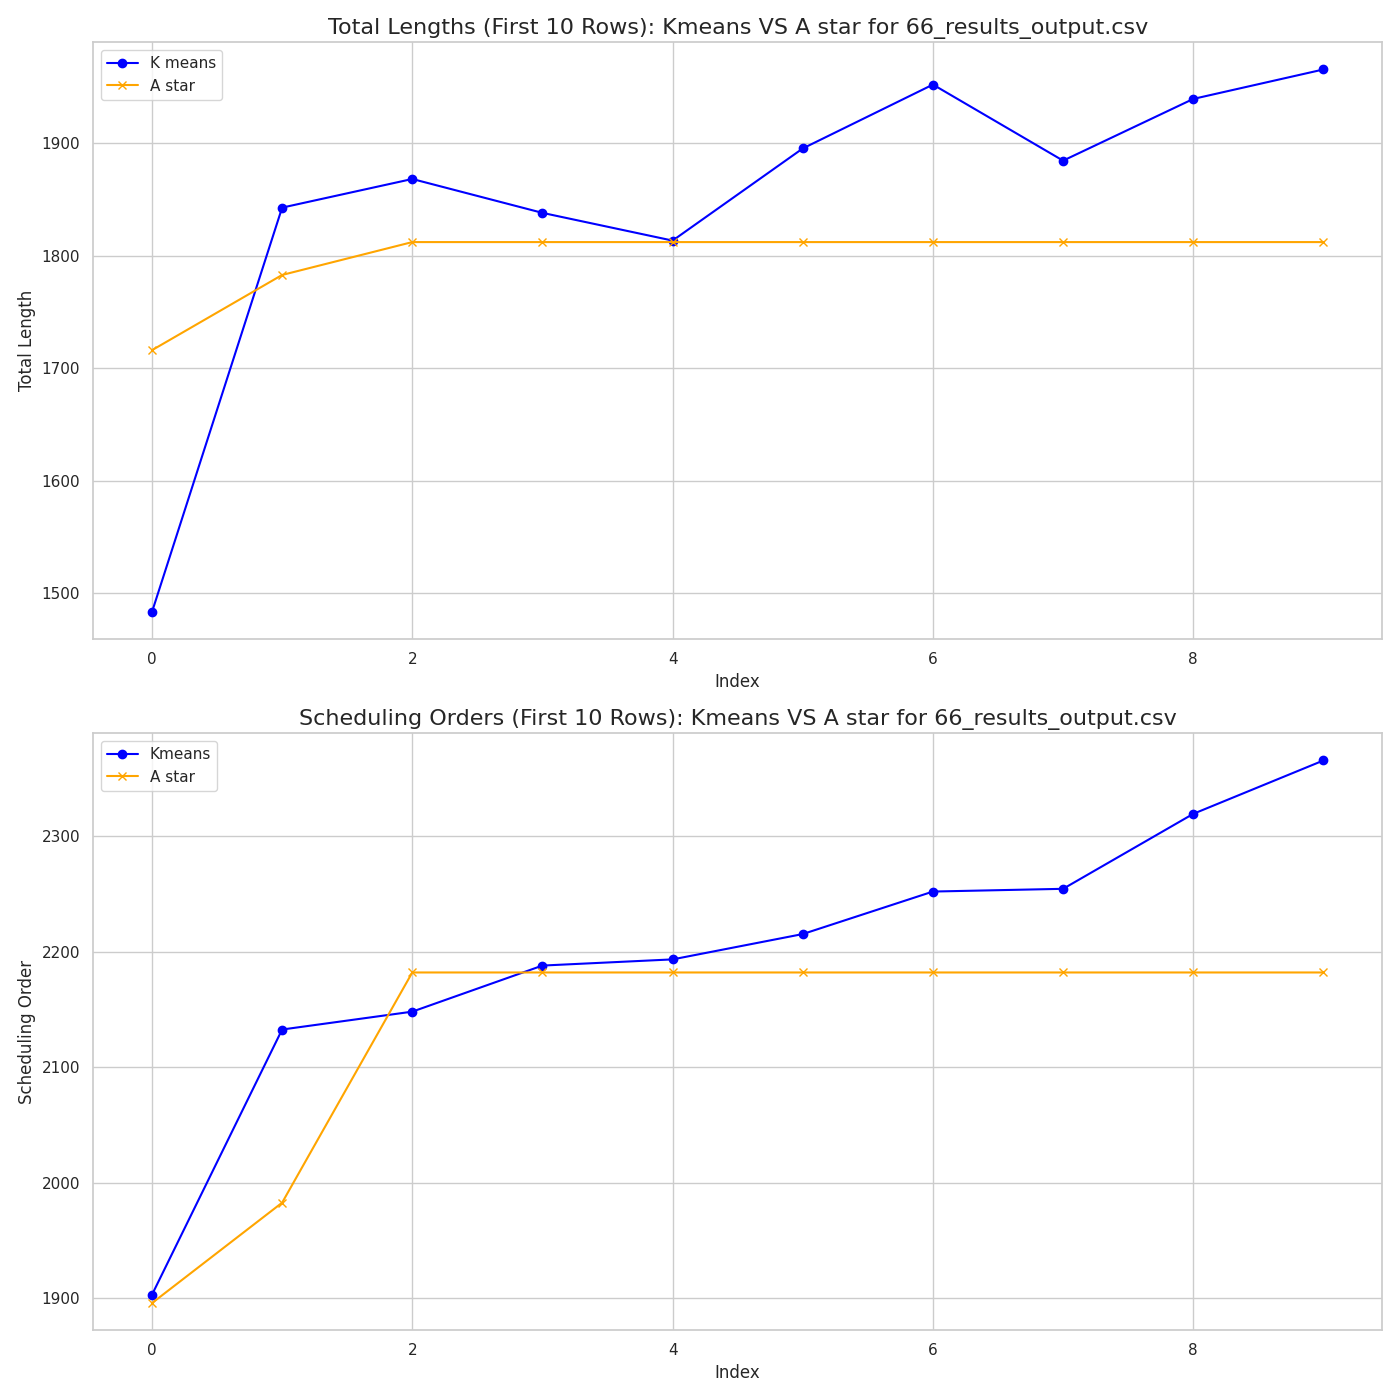 Total Lengths (First 10 Rows): Kmeans VS A star for 66_results_output.csv
K means
A star
1900
1800
1700
1600
1500
Total Length
0 2 4 6 8
Index
Scheduling Orders (First 10 Rows): Kmeans VS A star for 66_results_output.csv
Kmeans
A star
2300
2200
2100
2000
1900
Scheduling Order
0 2 4 6 8
Index